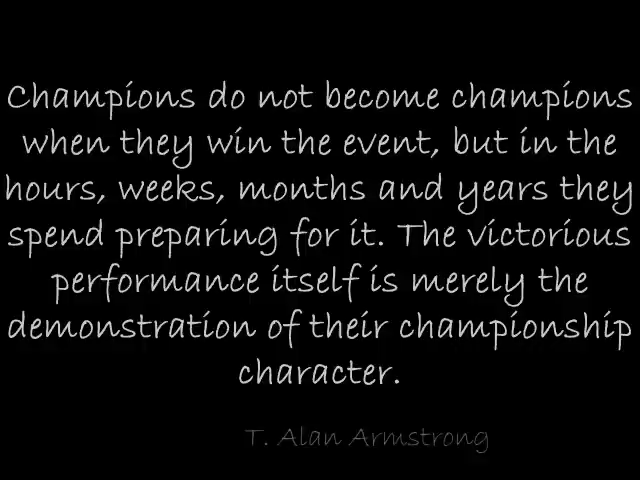 Champions do not become champions
when they win the event, but in the
hours, weeks, months and years they
spend preparing for it. The victorious
performance itself is merely the
demonstration of their championship
character.
T. Alan Armstrong